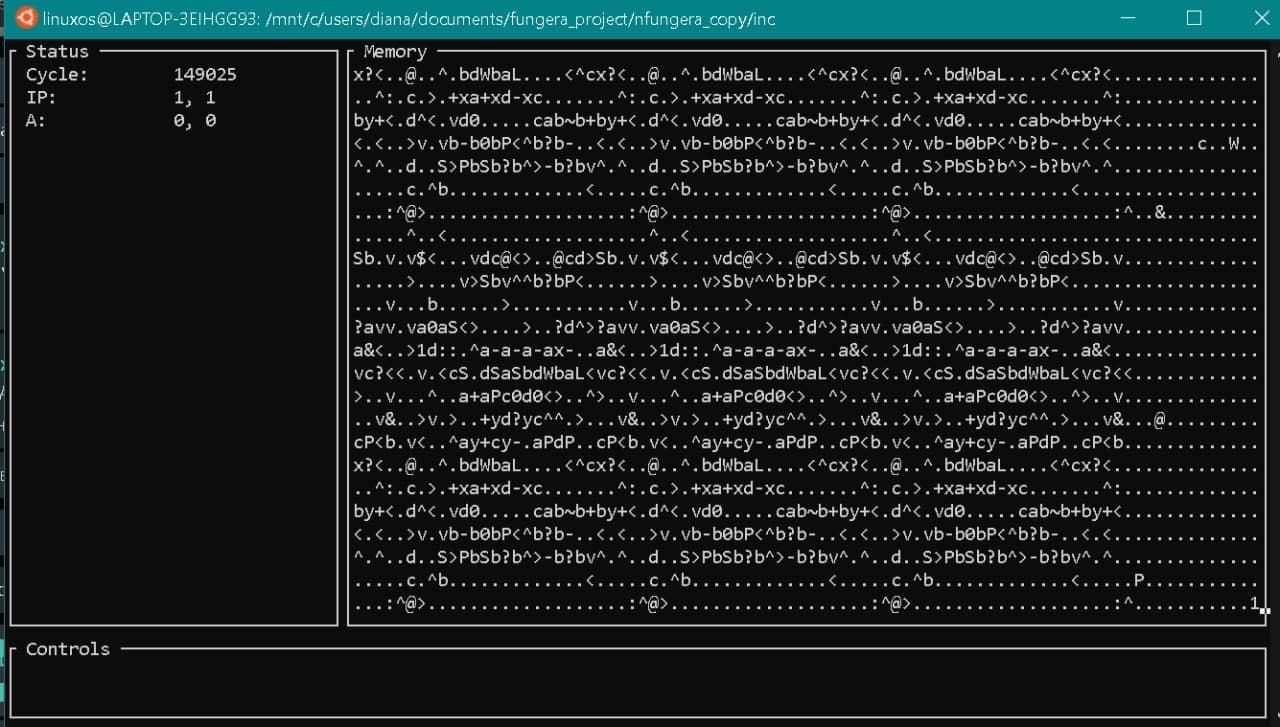 linuxos@LAPTOP-3EIHGG93: /mnt/c/users/diana/documents/fungera_project/nfungera_copy/inc
Status
Cycle: 149025
IP: 1, 1
A: 0, 0
Memory
x?<..@..^.bdWbaL....<^cx?<..@..^.bdWbaL....<^cx?<..@..^.bdWbaL....<^cx?<..............
..^:.c.>.+xa+xd-xc.......^:.c.>.+xa+xd-xc.......^:.c.>.+xa+xd-xc.......^:.............
by+<.d^<.vd0.....cab~b+by+<.d^<.vd0.....cab~b+by+<.d^<.vd0.....cab~b+by+<.............
<.<..>v.vb-b0bP<^b?b-..<.<..>v.vb-b0bP<^b?b-..<.<..>v.vb-b0bP<^b?b-..<.<........c..W..
^.^..d..S>PbSb?b^>-b?bv^.^..d..S>PbSb?b^>-b?bv^.^..d..S>PbSb?b^>-b?bv^.^..............
.....c.^b.............<.....c.^b.............<.....c.^b.............<.................
...:^@>...................:^@>...................:^@>...................:^..&.........
.....^..<...................^..<...................^..<...............................
Sb.v.v$<...vdc@<>..@cd>Sb.v.v$<...vdc@<>..@cd>Sb.v.v$<...vdc@<>..@cd>Sb.v.............
.....>....v>Sbv^^b?bP<......>....v>Sbv^^b?bP<......>....v>Sbv^^b?bP<..................
...v...b......>...........v...b......>...........v...b......>...........v.............
?avv.va0aS<>....>..?d^>?avv.va0aS<>....>..?d^>?avv.va0aS<>....>..?d^>?avv.............
a&<..>1d::.^a-a-a-ax-..a&<..>1d::.^a-a-a-ax-..a&<..>1d::.^a-a-a-ax-..a&<..............
vc?<<.v.<cS.dSaSbdWbaL<vc?<<.v.<cS.dSaSbdWbaL<vc?<<.v.<cS.dSaSbdWbaL<vc?<<............
>..v...^..a+aPc0d0<>..^>..v...^..a+aPc0d0<>..^>..v...^..a+aPc0d0<>..^>..v.............
..v&..>v.>..+yd?yc^^.>...v&..>v.>..+yd?yc^^.>...v&..>v.>..+yd?yc^^.>...v&...@.........
cP<b.v<..^ay+cy-.aPdP..cP<b.v<..^ay+cy-.aPdP..cP<b.v<..^ay+cy-.aPdP..cP<b.............
x?<..@..^.bdWbaL....<^cx?<..@..^.bdWbaL....<^cx?<..@..^.bdWbaL....<^cx?<..............
..^:.c.>.+xa+xd-xc.......^:.c.>.+xa+xd-xc.......^:.c.>.+xa+xd-xc.......^:.............
by+<.d^<.vd0.....cab~b+by+<.d^<.vd0.....cab~b+by+<.d^<.vd0.....cab~b+by+<.............
<.<..>v.vb-b0bP<^b?b-..<.<..>v.vb-b0bP<^b?b-..<.<..>v.vb-b0bP<^b?b-..<.<..............
^.^..d..S>PbSb?b^>-b?bv^.^..d..S>PbSb?b^>-b?bv^.^..d..S>PbSb?b^>-b?bv^.^..............
.....c.^b.............<.....c.^b.............<.....c.^b.............<.....P...........
...:^@>...................:^@>...................:^@>...................:^...........1
Controls